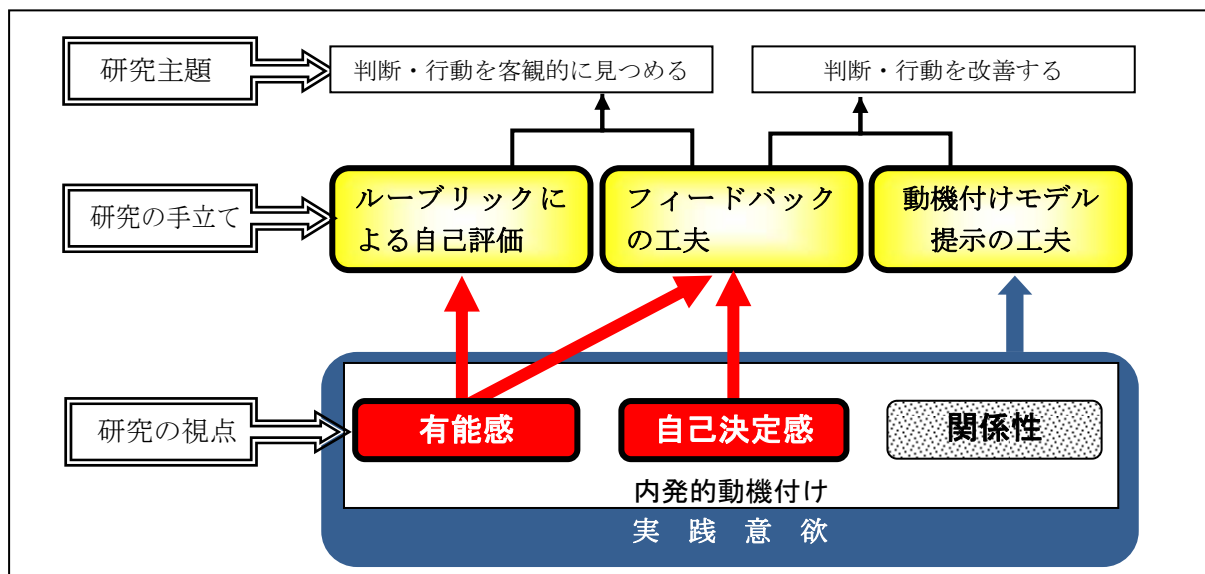 研究主題
判断・行動を客観的に見つめる
判断・行動を改善する
研究の手立て
ルーブリックに
よる自己評価
フィードバック
の工夫
動機付けモデル
提示の工夫
研究の視点
有能感
自己決定感
関係性
内発的動機付け
実 践 意 欲